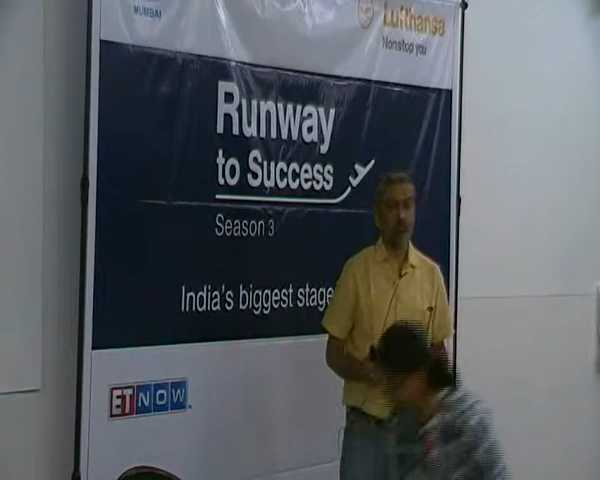 MUMBAI
Lufthansa
Nonstop you
Runway
to Success
Season 3
India's biggest stage
ET NOW